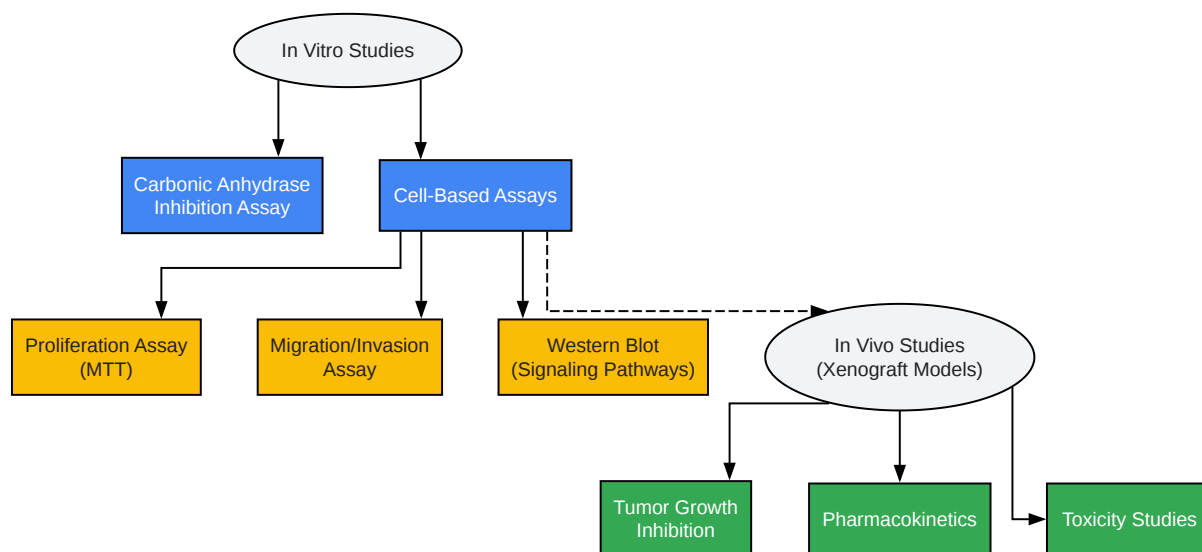 In Vitro Studies
Carbonic Anhydrase
Inhibition Assay
Cell-Based Assays
Proliferation Assay
(MTT)
Migration/Invasion
Assay
Western Blot
(Signaling Pathways)
In Vivo Studies
(Xenograft Models)
Tumor Growth
Inhibition
Pharmacokinetics
Toxicity Studies